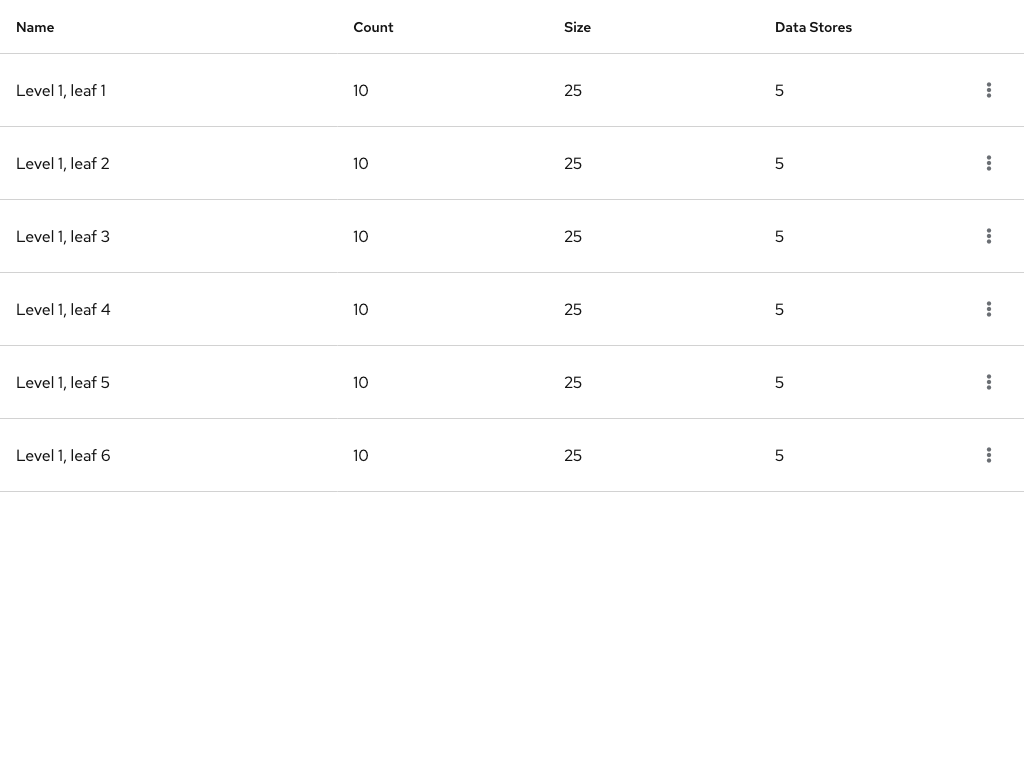 Name Count Size Data Stores
Level 1, leaf 1 10 25 5
Level 1, leaf 2 10 25 5
Level 1, leaf 3 10 25 5
Level 1, leaf 4 10 25 5
Level 1, leaf 5 10 25 5
Level 1, leaf 6 10 25 5